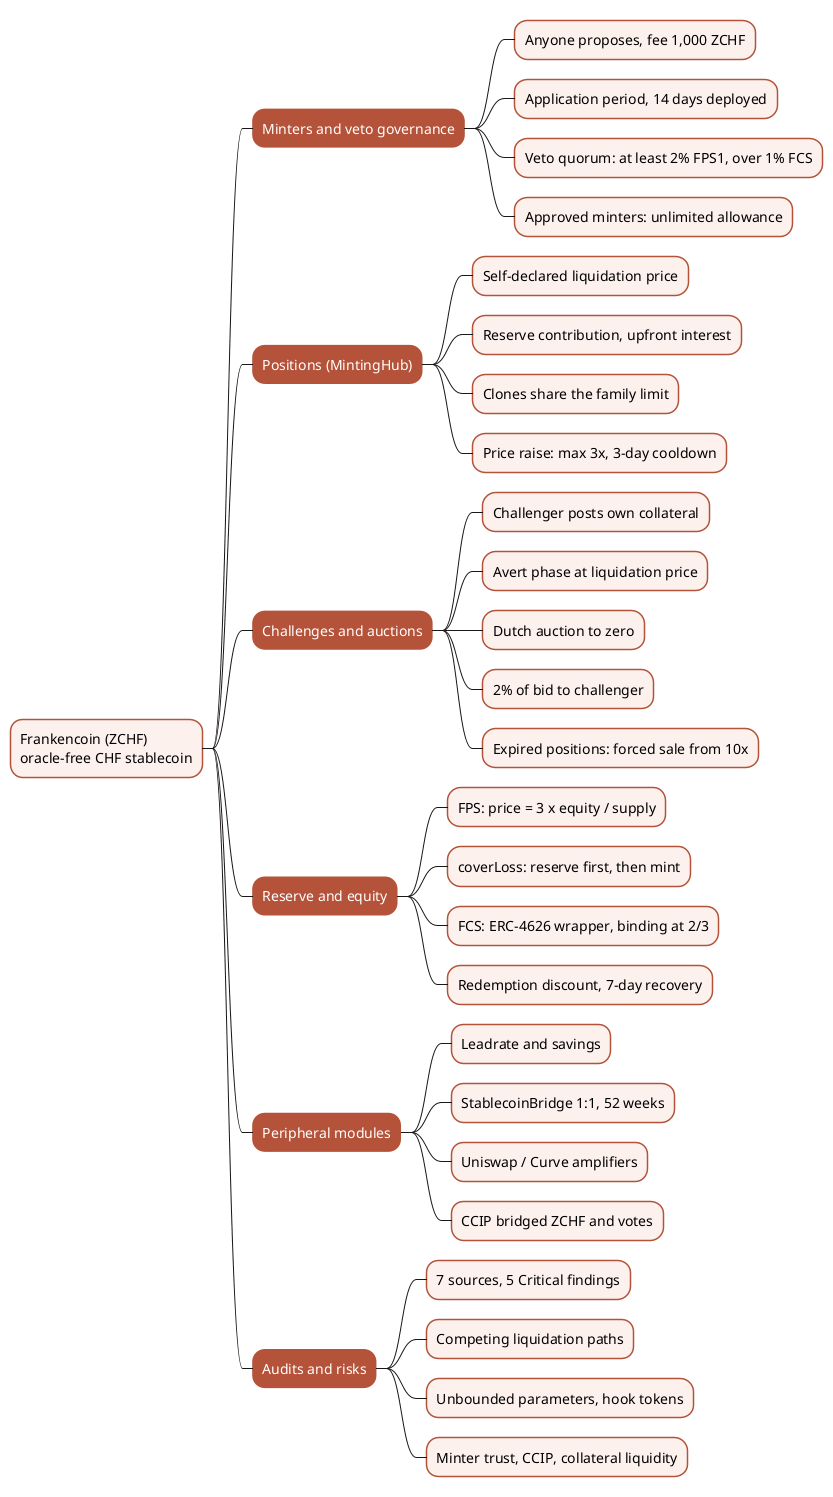 Frankencoin (ZCHF)
oracle-free CHF stablecoin
Minters and veto governance
Anyone proposes, fee 1,000 ZCHF
Application period, 14 days deployed
Veto quorum: at least 2% FPS1, over 1% FCS
Approved minters: unlimited allowance
Positions (MintingHub)
Self-declared liquidation price
Reserve contribution, upfront interest
Clones share the family limit
Price raise: max 3x, 3-day cooldown
Challenges and auctions
Challenger posts own collateral
Avert phase at liquidation price
Dutch auction to zero
2% of bid to challenger
Expired positions: forced sale from 10x
Reserve and equity
FPS: price = 3 x equity / supply
coverLoss: reserve first, then mint
FCS: ERC-4626 wrapper, binding at 2/3
Redemption discount, 7-day recovery
Peripheral modules
Leadrate and savings
StablecoinBridge 1:1, 52 weeks
Uniswap / Curve amplifiers
CCIP bridged ZCHF and votes
Audits and risks
7 sources, 5 Critical findings
Competing liquidation paths
Unbounded parameters, hook tokens
Minter trust, CCIP, collateral liquidity